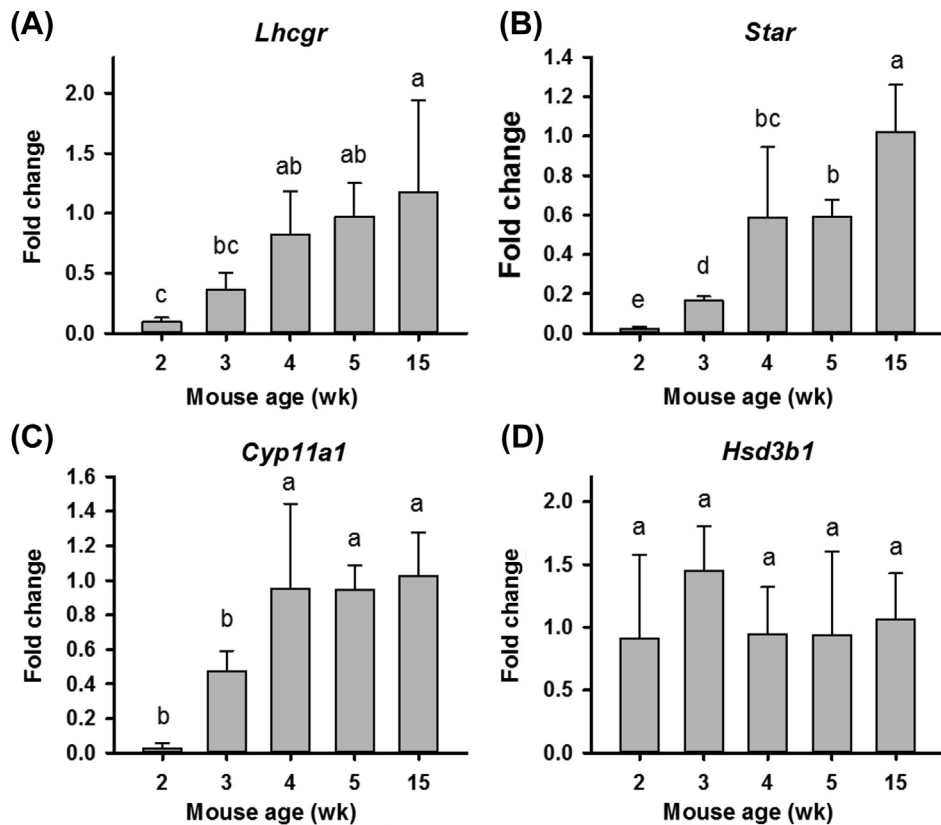 (A)
Lhcgr
Fold change
2.0
1.5
1.0
0.5
0.0
c
bc
ab
ab
a
2 3 4 5 15
Mouse age (wk)
(B)
Star
Fold change
1.4
1.2
1.0
0.8
0.6
0.4
0.2
0.0
e
d
bc
b
a
2 3 4 5 15
Mouse age (wk)
(C)
Cyp11a1
Fold change
1.6
1.4
1.2
1.0
0.8
0.6
0.4
0.2
0.0
b
b
a
a
a
2 3 4 5 15
Mouse age (wk)
(D)
Hsd3b1
Fold change
2.0
1.5
1.0
0.5
0.0
a
a
a
a
a
2 3 4 5 15
Mouse age (wk)